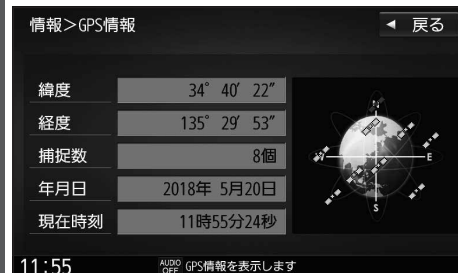 情報>GPS情報
◀ 戻る
緯度 34° 40′ 22″
経度 135° 29′ 53″
捕捉数 8個
年月日 2018年 5月20日
現在時刻 11時55分24秒
N
W
E
S
11:55 AUDIO OFF GPS情報を表示します